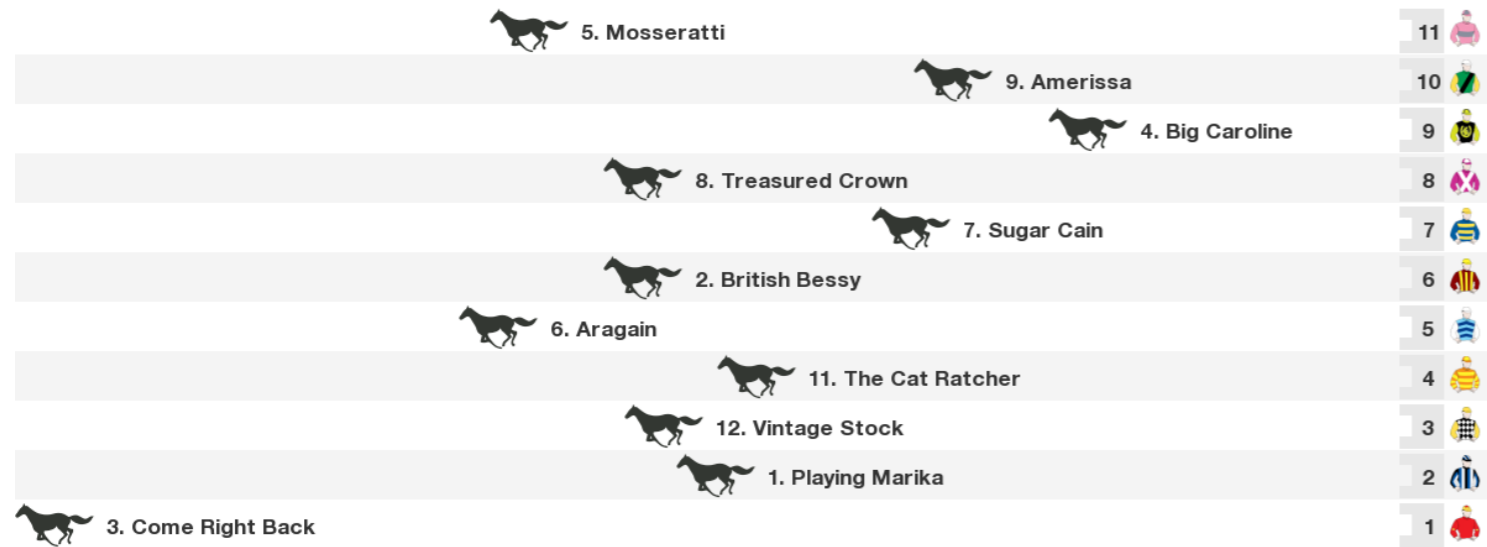 5. Mosseratti 11
9. Amerissa 10
4. Big Caroline 9
8. Treasured Crown 8
7. Sugar Cain 7
2. British Bessy 6
6. Aragain 5
11. The Cat Ratcher 4
12. Vintage Stock 3
1. Playing Marika 2
3. Come Right Back 1